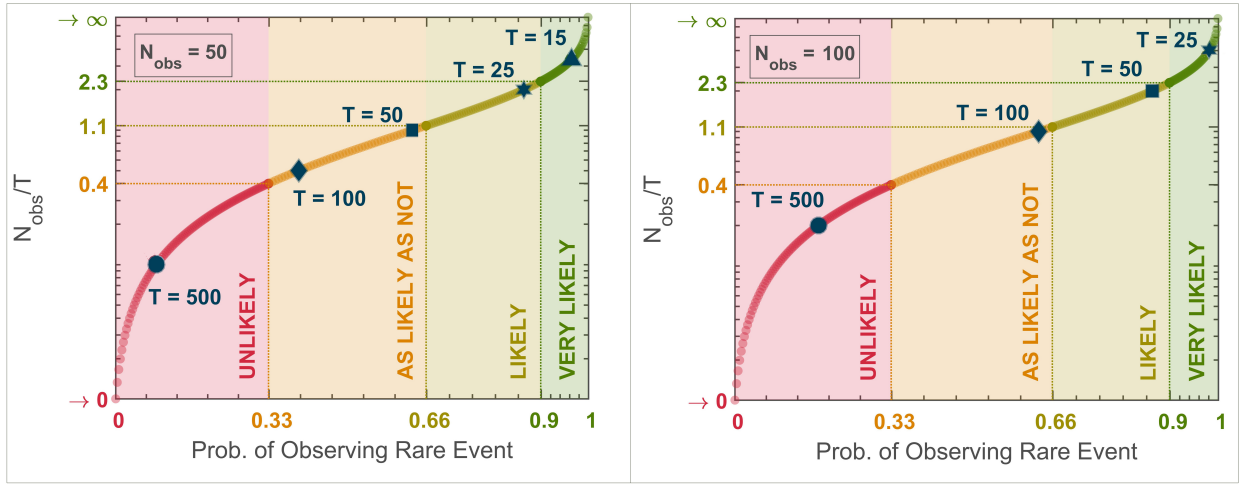 → ∞
N_obs = 50
T = 15
T = 25
2.3
T = 50
1.1
0.4
T = 100
N_obs/T
T = 500
UNLIKELY
AS LIKELY AS NOT
LIKELY
VERY LIKELY
→ 0
0 0.33 0.66 0.9 1
Prob. of Observing Rare Event
→ ∞
N_obs = 100
T = 25
T = 50
2.3
1.1
T = 100
0.4
T = 500
N_obs/T
UNLIKELY
AS LIKELY AS NOT
LIKELY
VERY LIKELY
→ 0
0 0.33 0.66 0.9 1
Prob. of Observing Rare Event